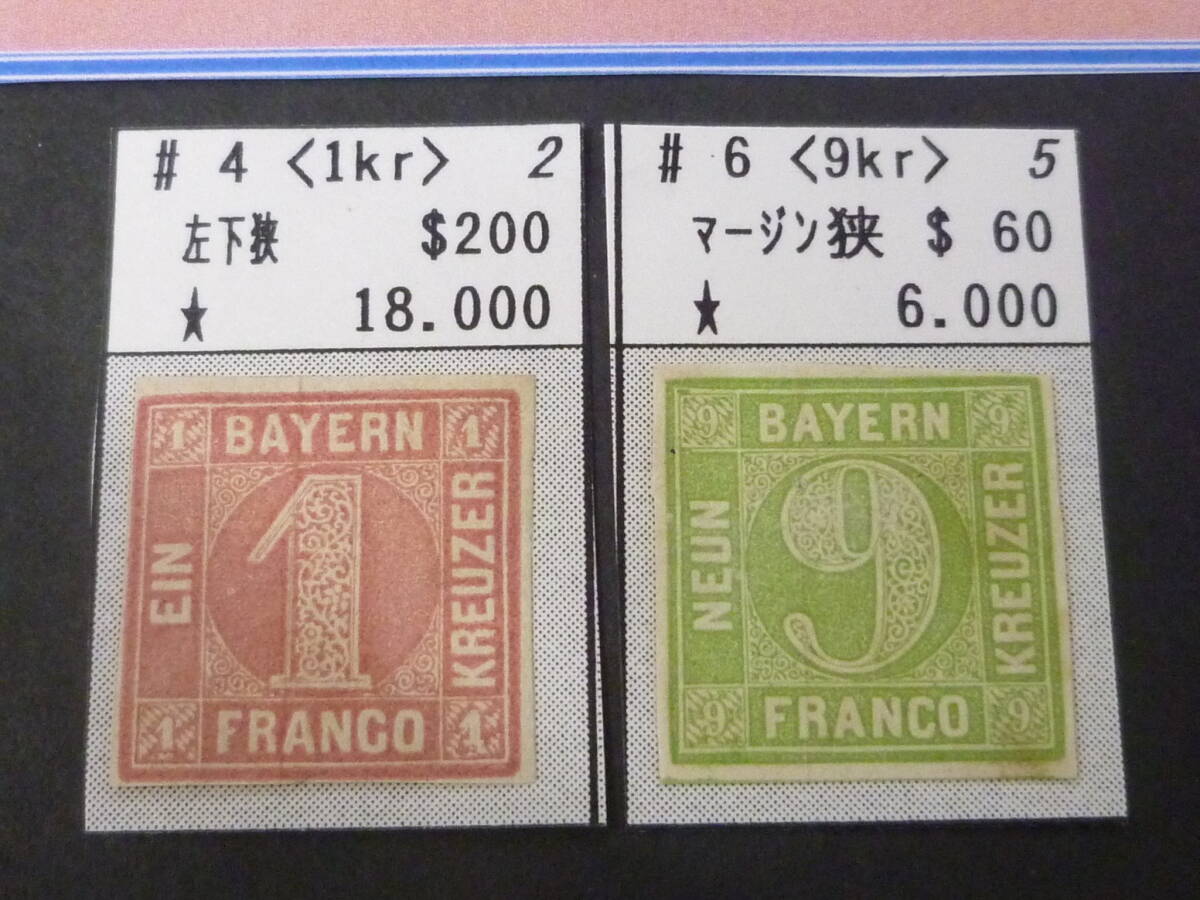 # 4 <1kr> 2
左下狭 $200
★ 18.000
1 BAYERN 1
EIN
1
KREUZER
1 FRANCO 1
# 6 <9kr> 5
マージン狭 $ 60
★ 6.000
9 BAYERN 9
NEUN
9
KREUZER
9 FRANCO 9